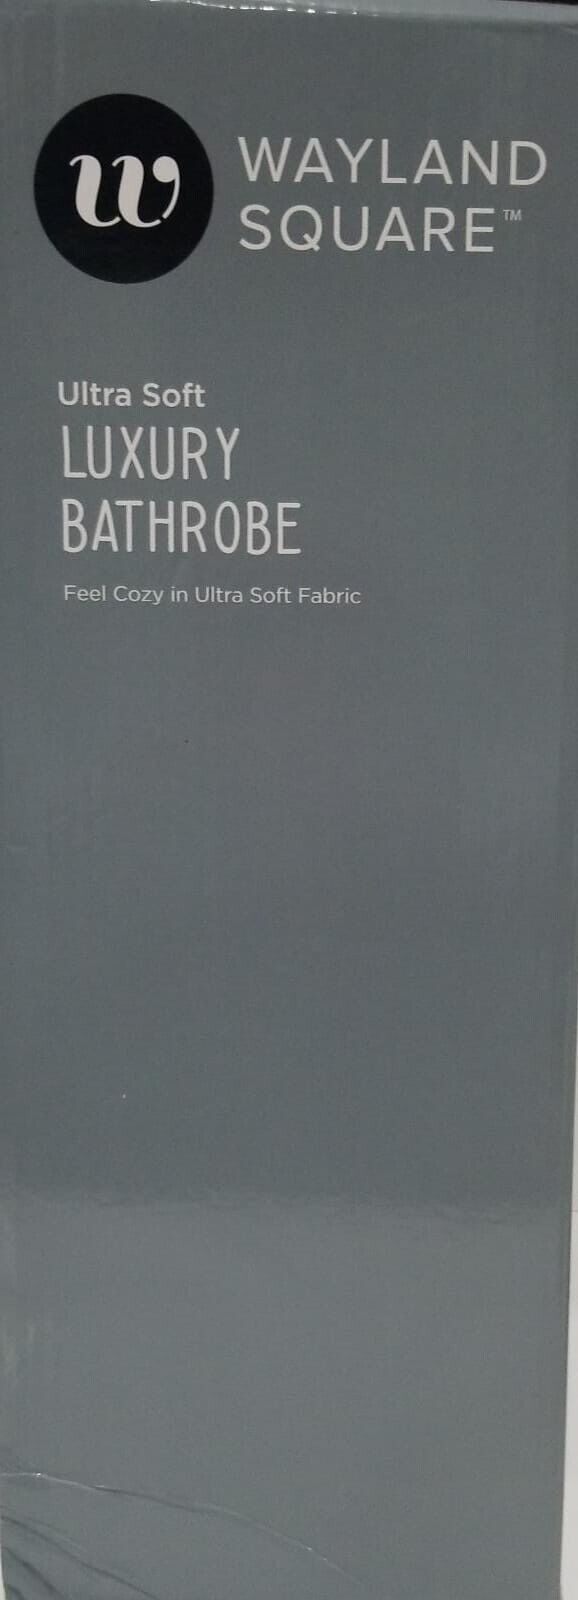 w
WAYLAND
SQUARE™
Ultra Soft
LUXURY
BATHROBE
Feel Cozy in Ultra Soft Fabric